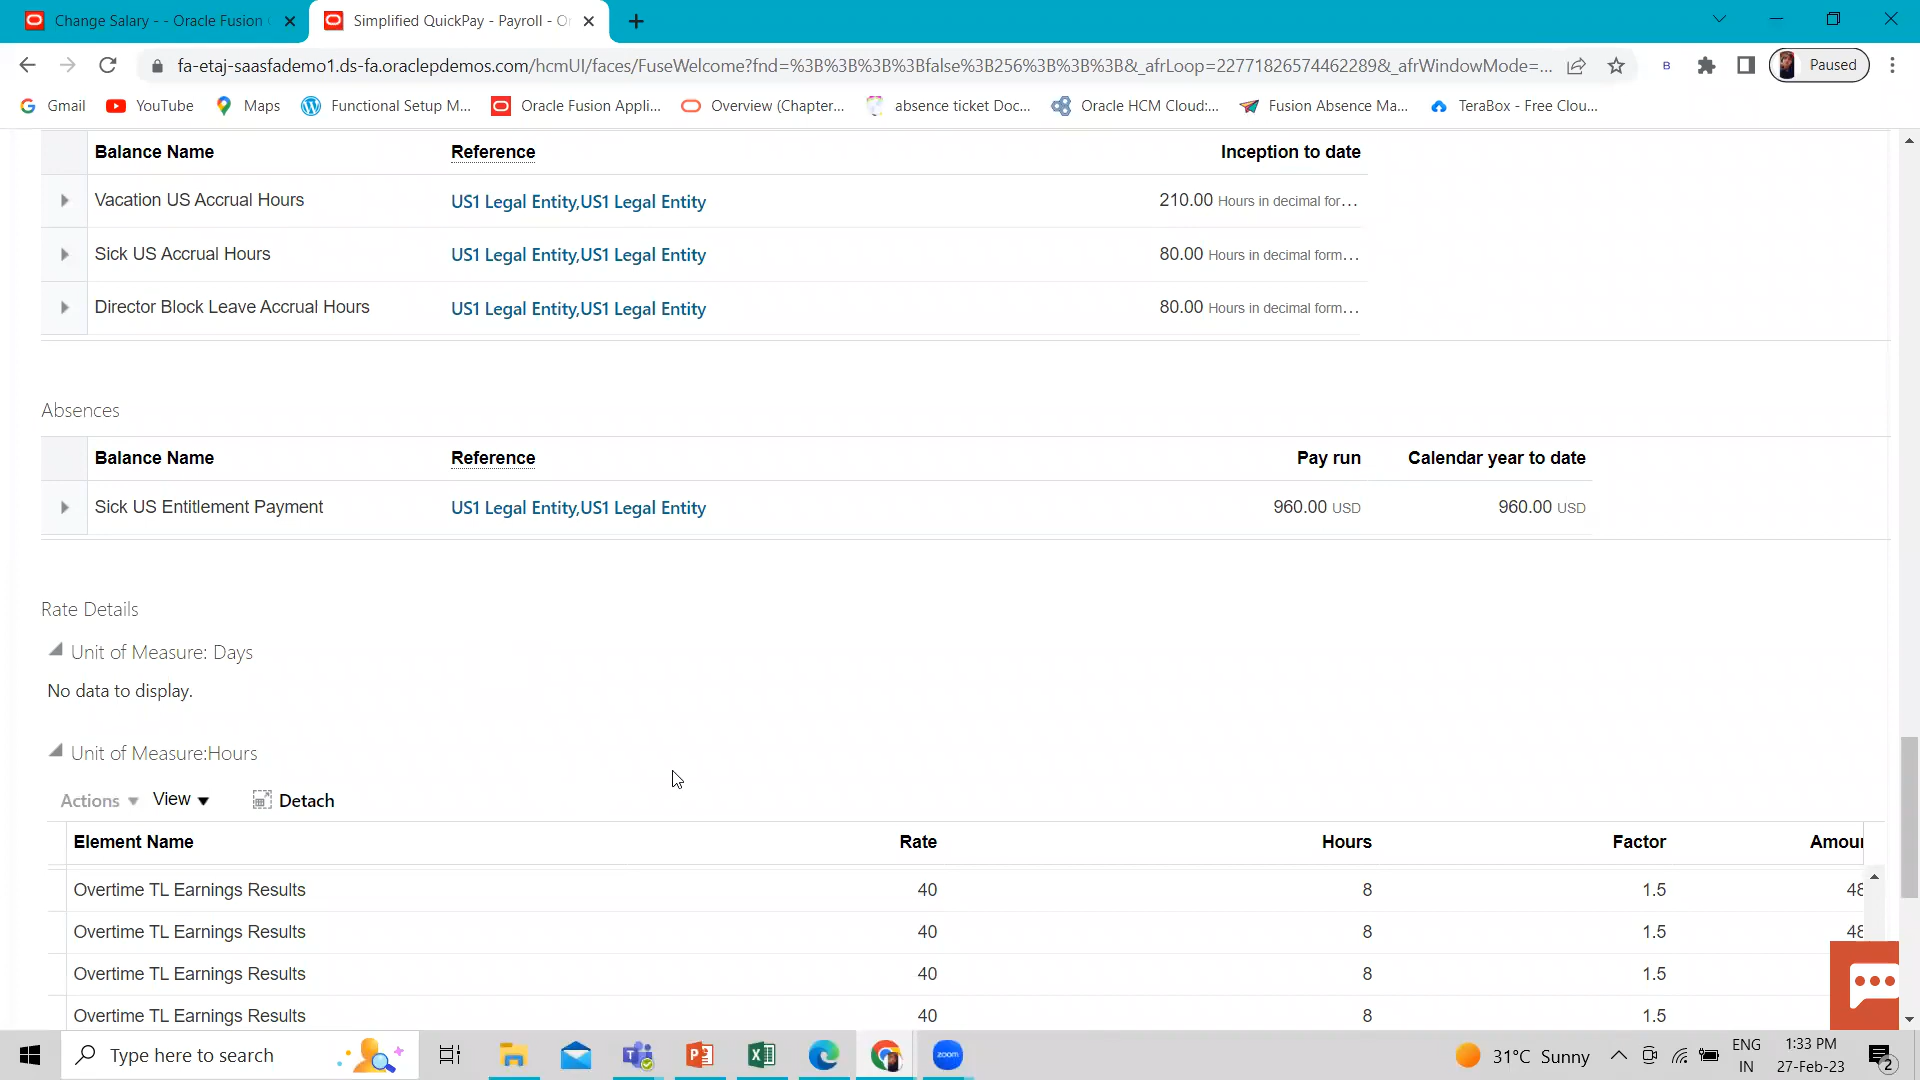 Change Salary - - Oracle Fusion
Simplified QuickPay - Payroll - Or
fa-etaj-saasfademo1.ds-fa.oraclepdemos.com/hcmUI/faces/FuseWelcome?fnd=%3B%3B%3B%3Bfalse%3B256%3B%3B%3B&_afrLoop=22771826574462289&_afrWindowMode=...
B
Paused
Gmail
YouTube
Maps
Functional Setup M...
Oracle Fusion Appli...
Overview (Chapter...
absence ticket Doc...
Oracle HCM Cloud:...
Fusion Absence Ma...
TeraBox - Free Clou...
Balance Name Reference Inception to date
Vacation US Accrual Hours US1 Legal Entity,US1 Legal Entity 210.00 Hours in decimal for...
Sick US Accrual Hours US1 Legal Entity,US1 Legal Entity 80.00 Hours in decimal form...
Director Block Leave Accrual Hours US1 Legal Entity,US1 Legal Entity 80.00 Hours in decimal form...
Absences
Balance Name Reference Pay run Calendar year to date
Sick US Entitlement Payment US1 Legal Entity,US1 Legal Entity 960.00 USD 960.00 USD
Rate Details
Unit of Measure: Days
No data to display.
Unit of Measure:Hours
Actions View Detach
Element Name Rate Hours Factor Amou
Overtime TL Earnings Results 40 8 1.5 48
Overtime TL Earnings Results 40 8 1.5 48
Overtime TL Earnings Results 40 8 1.5
Overtime TL Earnings Results 40 8 1.5
Type here to search
zoom
31°C Sunny
ENG
IN
1:33 PM
27-Feb-23
2